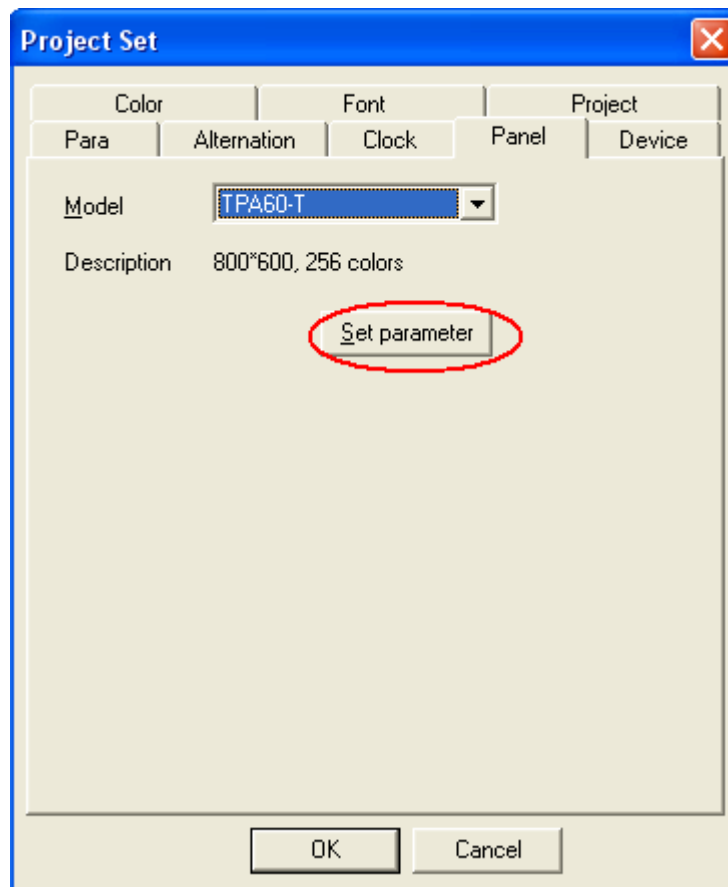 Project Set
Color Font Project
Para Alternation Clock Panel Device
Model TPA60-T
Description 800*600, 256 colors
Set parameter
OK Cancel